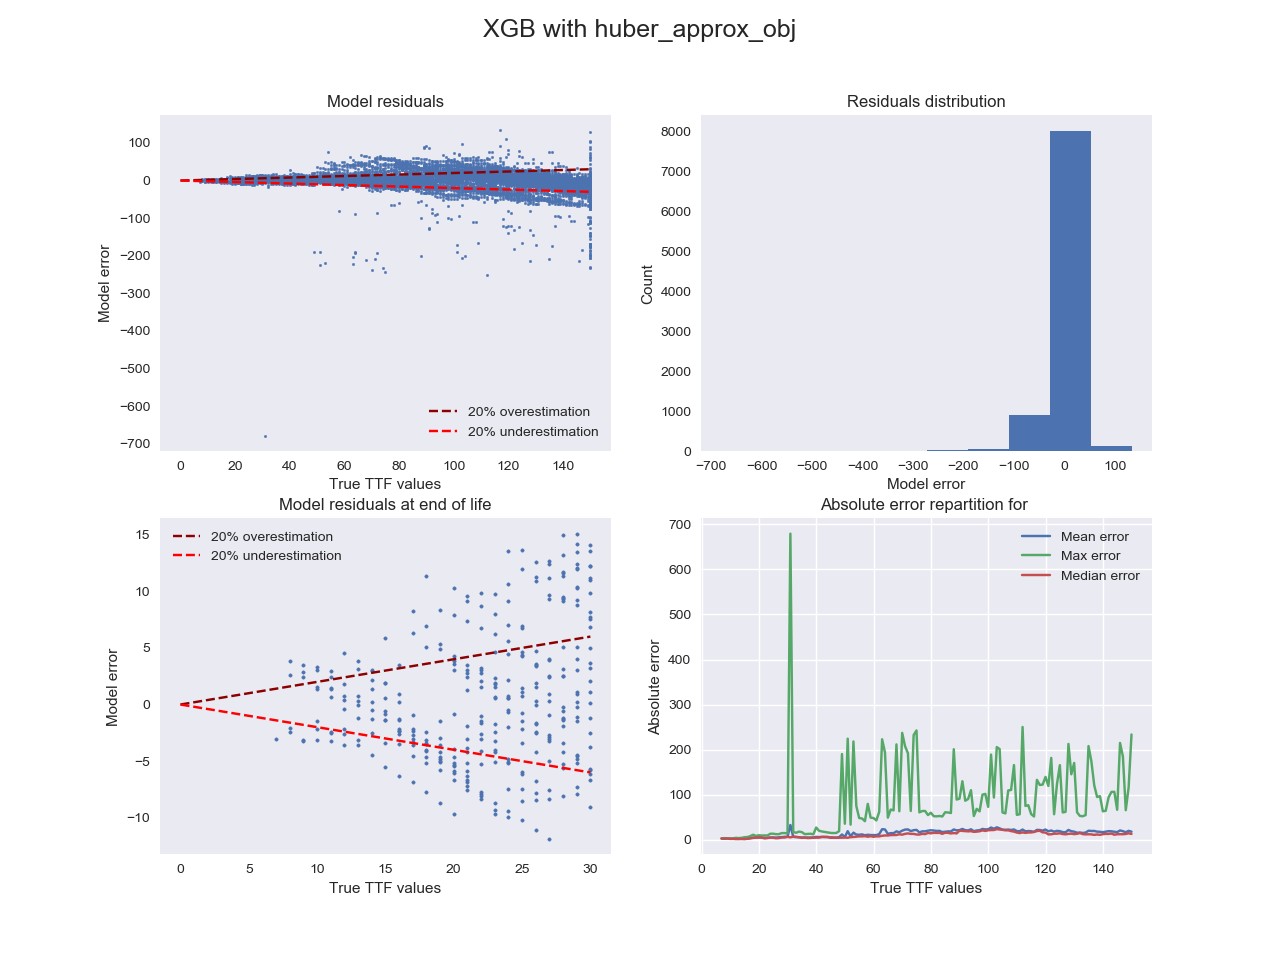 XGB with huber_approx_obj
Model residuals
Model error
100
0
−100
−200
−300
−400
−500
−600
−700
20% overestimation
20% underestimation
0 20 40 60 80 100 120 140
True TTF values
Residuals distribution
Count
8000
7000
6000
5000
4000
3000
2000
1000
0
−700 −600 −500 −400 −300 −200 −100 0 100
Model error
Model residuals at end of life
Model error
15
10
5
0
−5
−10
20% overestimation
20% underestimation
0 5 10 15 20 25 30
True TTF values
Absolute error repartition for
Absolute error
700
600
500
400
300
200
100
0
Mean error
Max error
Median error
0 20 40 60 80 100 120 140
True TTF values